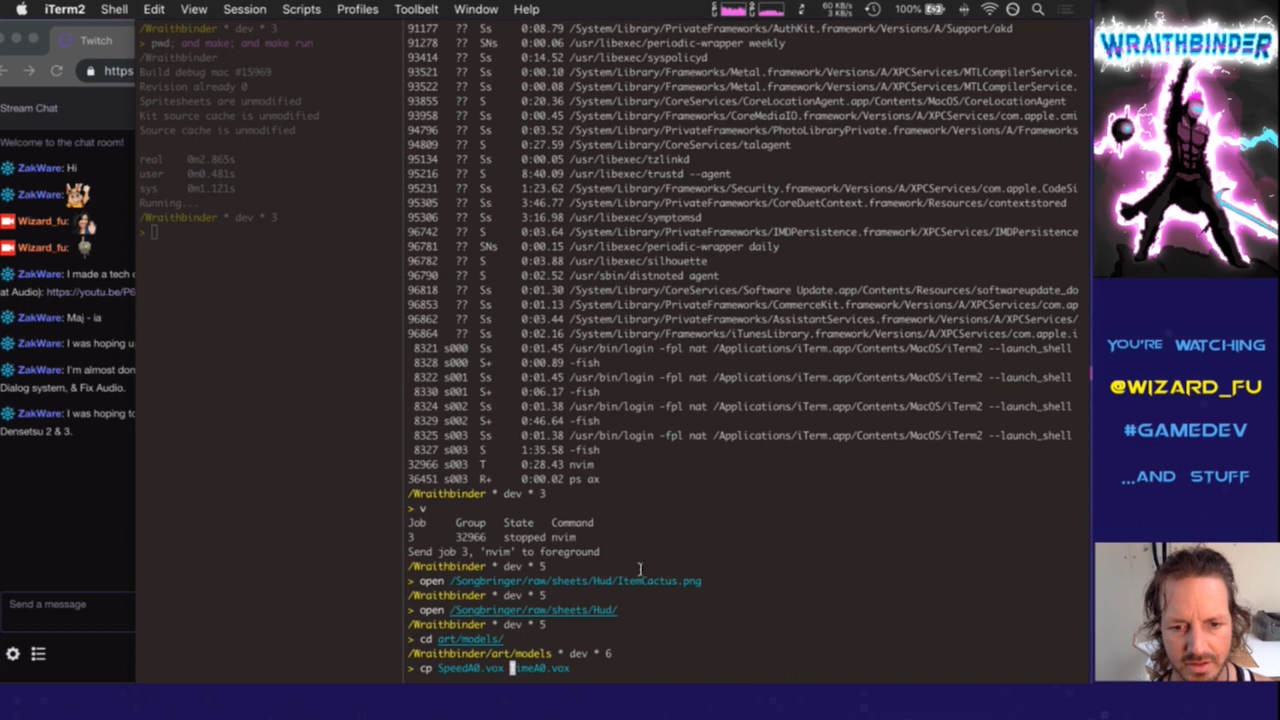 iTerm2 Shell Edit View Session Scripts Profiles Toolbelt Window Help
60 KB/s
3 KB/s
100%
Twitch
https
Stream Chat
Welcome to the chat room!
ZakWare: Hi
ZakWare:
Wizard_fu:
Wizard_fu:
ZakWare: I made a tech
at Audio): https://youtu.be/P6
ZakWare: Maj - ia
ZakWare: I was hoping u
ZakWare: I'm almost don
Dialog system, & Fix Audio.
ZakWare: I was hoping to
Densetsu 2 & 3.
Send a message
/Wraithbinder * dev * 3
> pwd; and make; and make run
/Wraithbinder
Build debug mac #15969
Revision already 0
Spritesheets are unmodified
Kit source cache is unmodified
Source cache is unmodified
real 0m2.865s
user 0m0.481s
sys 0m1.121s
Running...
/Wraithbinder * dev * 3
>
91177 ?? Ss 0:08.79 /System/Library/PrivateFrameworks/AuthKit.framework/Versions/A/Support/akd
91278 ?? SNs 0:00.06 /usr/libexec/periodic-wrapper weekly
93414 ?? Ss 0:14.52 /usr/libexec/syspolicyd
93521 ?? Ss 0:00.10 /System/Library/Frameworks/Metal.framework/Versions/A/XPCServices/MTLCompilerService.
93522 ?? Ss 0:00.08 /System/Library/Frameworks/Metal.framework/Versions/A/XPCServices/MTLCompilerService.
93855 ?? S 0:20.36 /System/Library/CoreServices/CoreLocationAgent.app/Contents/MacOS/CoreLocationAgent
93958 ?? Ss 0:00.45 /System/Library/Frameworks/CoreMediaIO.framework/Versions/A/XPCServices/com.apple.cmi
94796 ?? Ss 0:03.52 /System/Library/PrivateFrameworks/PhotoLibraryPrivate.framework/Versions/A/Frameworks
94809 ?? S 0:27.59 /System/Library/CoreServices/talagent
95134 ?? Ss 0:00.05 /usr/libexec/tzlinkd
95216 ?? S 8:40.09 /usr/libexec/trustd --agent
95231 ?? Ss 1:23.62 /System/Library/Frameworks/Security.framework/Versions/A/XPCServices/com.apple.CodeSi
95305 ?? Ss 3:46.77 /System/Library/PrivateFrameworks/CoreDuetContext.framework/Resources/contextstored
95306 ?? Ss 3:16.98 /usr/libexec/symptomsd
96742 ?? Ss 0:03.64 /System/Library/PrivateFrameworks/IMDPersistence.framework/XPCServices/IMDPersistence
96781 ?? SNs 0:00.15 /usr/libexec/periodic-wrapper daily
96782 ?? S 0:03.88 /usr/libexec/silhouette
96790 ?? S 0:02.52 /usr/sbin/distnoted agent
96818 ?? Ss 0:01.30 /System/Library/CoreServices/Software Update.app/Contents/Resources/softwareupdate_do
96853 ?? Ss 0:01.13 /System/Library/PrivateFrameworks/CommerceKit.framework/Versions/A/XPCServices/com.ap
96862 ?? Ss 0:03.44 /System/Library/PrivateFrameworks/AssistantServices.framework/Versions/A/XPCServices/
96864 ?? Ss 0:02.16 /System/Library/PrivateFrameworks/iTunesLibrary.framework/Versions/A/XPCServices/com.apple.i
8321 s000 Ss 0:01.45 /usr/bin/login -fpl nat /Applications/iTerm.app/Contents/MacOS/iTerm2 --launch_shell
8328 s000 S+ 0:00.89 -fish
8322 s001 Ss 0:01.45 /usr/bin/login -fpl nat /Applications/iTerm.app/Contents/MacOS/iTerm2 --launch_shell
8330 s001 S+ 0:06.17 -fish
8324 s002 Ss 0:01.38 /usr/bin/login -fpl nat /Applications/iTerm.app/Contents/MacOS/iTerm2 --launch_shell
8329 s002 S+ 0:46.64 -fish
8325 s003 Ss 0:01.38 /usr/bin/login -fpl nat /Applications/iTerm.app/Contents/MacOS/iTerm2 --launch_shell
8327 s003 S 1:35.58 -fish
32966 s003 T 0:28.43 nvim
36451 s003 R+ 0:00.02 ps ax
/Wraithbinder * dev * 3
> v
Job Group State Command
3 32966 stopped nvim
Send job 3, 'nvim' to foreground
/Wraithbinder * dev * 5
> open /Songbringer/raw/sheets/Hud/ItemCactus.png
/Wraithbinder * dev * 5
> open /Songbringer/raw/sheets/Hud/
/Wraithbinder * dev * 5
> cd art/models/
/Wraithbinder/art/models * dev * 6
> cp SpeedA0.vox imeA0.vox
WRAITHBINDER
YOU'RE WATCHING
@WIZARD_FU
#GAMEDEV
...AND STUFF